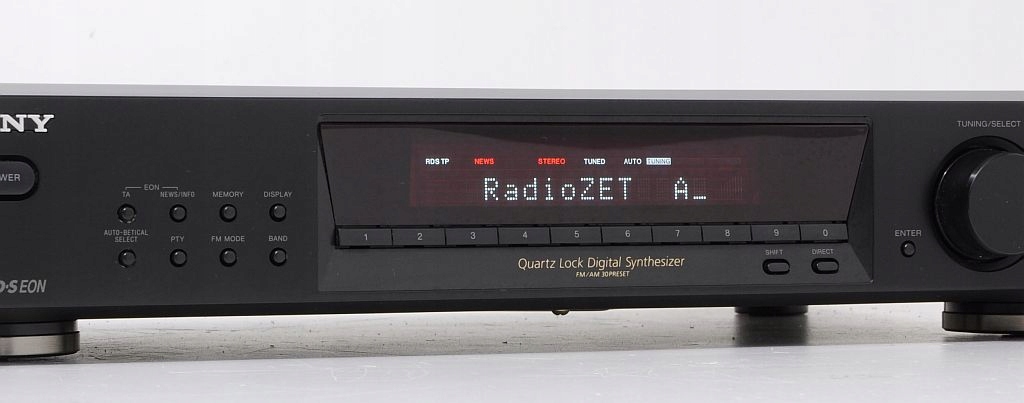 NY
TUNING/SELECT
WER
RDS TP NEWS STEREO TUNED AUTO TUNING
RadioZET A_
EON
TA NEWS/INFO MEMORY DISPLAY
AUTO-BETICAL
SELECT PTY FM MODE BAND
1 2 3 4 5 6 7 8 9 0
ENTER
SHIFT DIRECT
Quartz Lock Digital Synthesizer
FM/AM 30PRESET
D·S EON